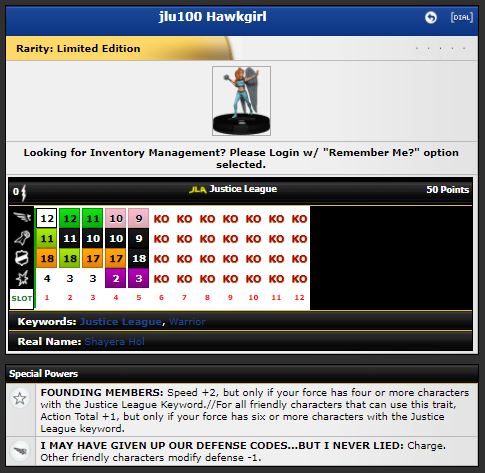 jlu100 Hawkgirl
[DIAL]
Rarity: Limited Edition
Looking for Inventory Management? Please Login w/ "Remember Me?" option
selected.
0 JLA Justice League 50 Points
12 12 11 10 9 KO KO KO KO KO KO KO
11 11 10 10 9 KO KO KO KO KO KO KO
18 18 17 17 18 KO KO KO KO KO KO KO
4 3 3 2 3 KO KO KO KO KO KO KO
SLOT 1 2 3 4 5 6 7 8 9 10 11 12
Keywords: Justice League, Warrior
Real Name: Shayera Hol
Special Powers
FOUNDING MEMBERS: Speed +2, but only if your force has four or more characters
with the Justice League Keyword.//For all friendly characters that can use this trait,
Action Total +1, but only if your force has six or more characters with the Justice
League keyword.
I MAY HAVE GIVEN UP OUR DEFENSE CODES...BUT I NEVER LIED: Charge.
Other friendly characters modify defense -1.